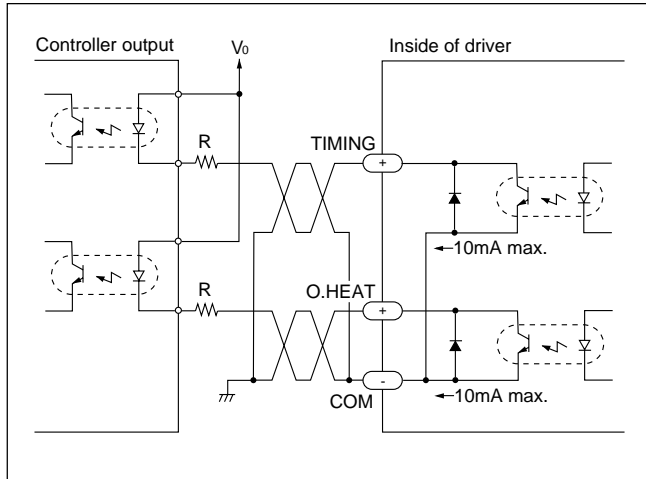 Controller output
V0
Inside of driver
R
TIMING
+
←10mA max.
R
O.HEAT
+
-
COM
←10mA max.